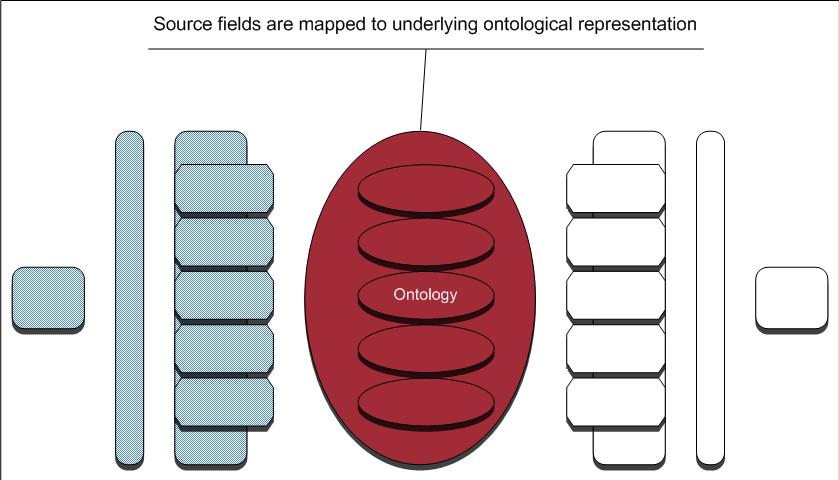 Source fields are mapped to underlying ontological representation
Ontology